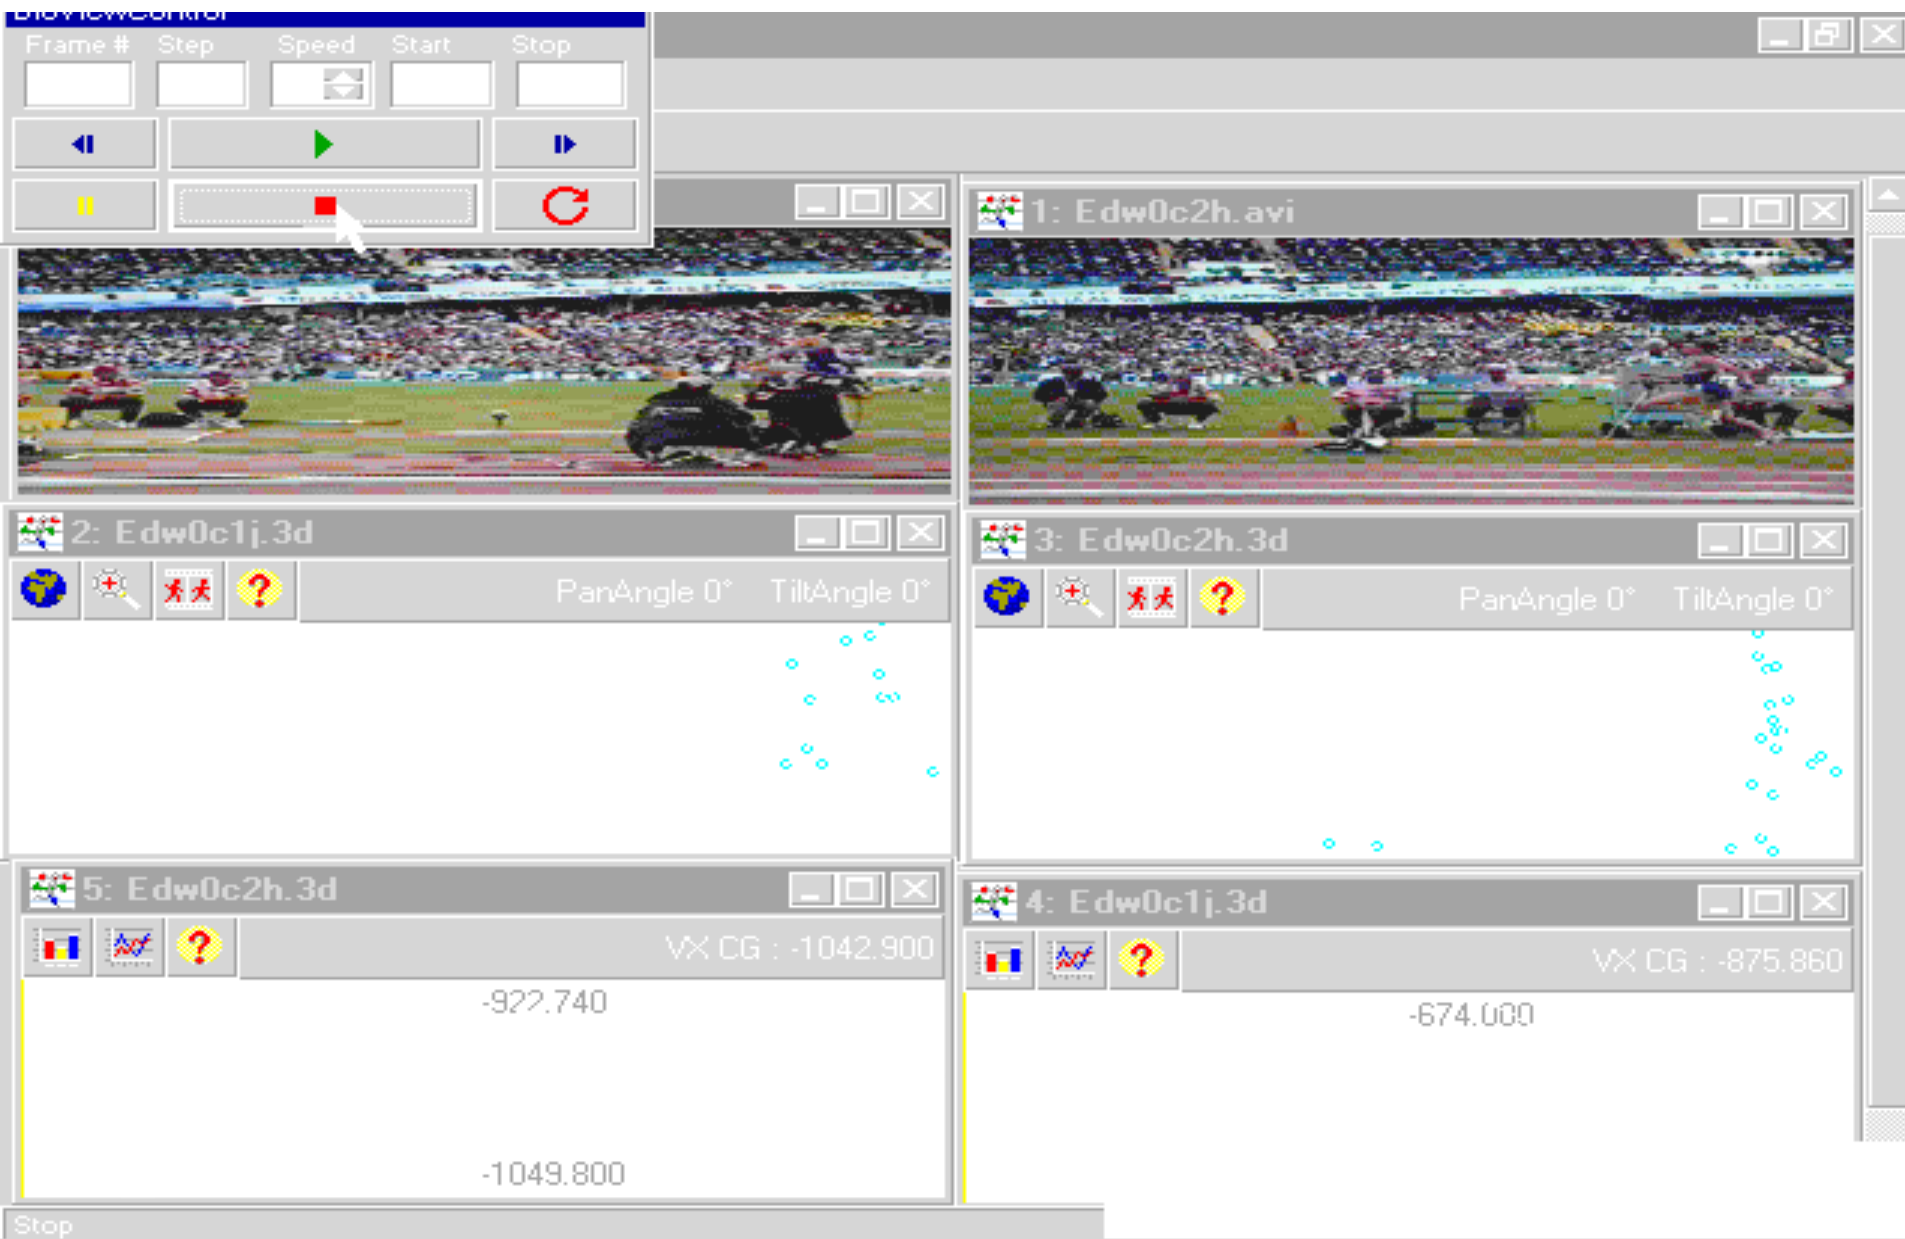 BioViewControl
Frame # Step Speed Start Stop
1: Edw0c2h.avi
2: Edw0c1j.3d
3: Edw0c2h.3d
PanAngle 0° TiltAngle 0°
PanAngle 0° TiltAngle 0°
5: Edw0c2h.3d
4: Edw0c1j.3d
VX CG : -1042.900
VX CG : -875.860
-922.740
-674.000
-1049.800
Stop